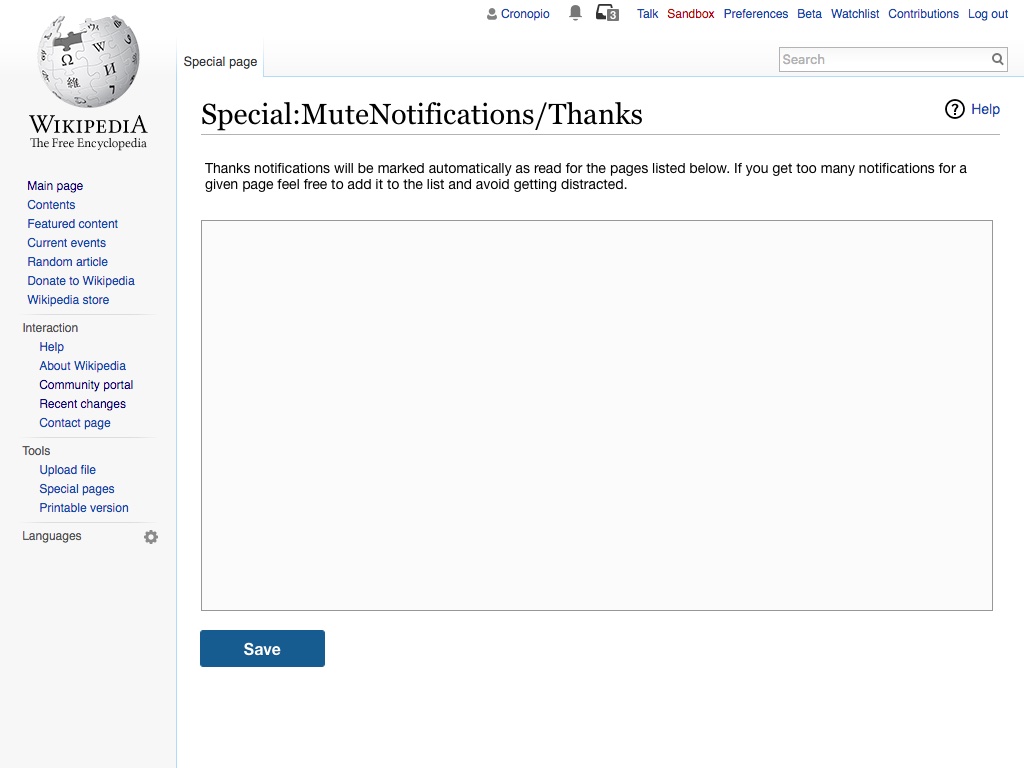 Cronopio 3 Talk Sandbox Preferences Beta Watchlist Contributions Log out
Special page
Search
WIKIPEDIA
The Free Encyclopedia
Main page
Contents
Featured content
Current events
Random article
Donate to Wikipedia
Wikipedia store
Interaction
Help
About Wikipedia
Community portal
Recent changes
Contact page
Tools
Upload file
Special pages
Printable version
Languages
Special:MuteNotifications/Thanks
? Help
Thanks notifications will be marked automatically as read for the pages listed below. If you get too many notifications for a
given page feel free to add it to the list and avoid getting distracted.
Save